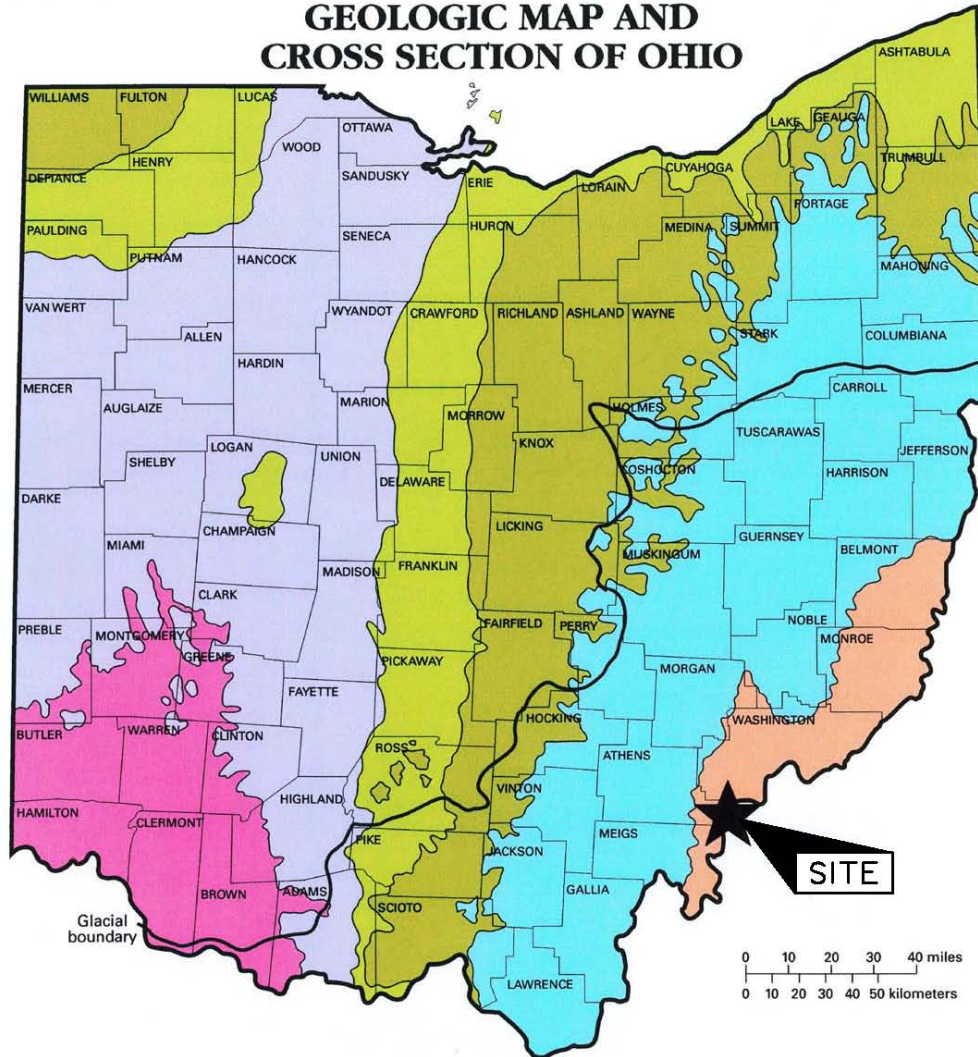 GEOLOGIC MAP AND
CROSS SECTION OF OHIO
ASHTABULA
WILLIAMS
FULTON
LUCAS
LAKE
GEAUGA
OTTAWA
WOOD
CUYAHOGA
TRUMBULL
HENRY
SANDUSKY
ERIE
LORAIN
DEFIANCE
PORTAGE
PAULDING
HURON
MEDINA
SUMMIT
SENECA
PUTNAM
HANCOCK
MAHONING
VAN WERT
WYANDOT
CRAWFORD
RICHLAND
ASHLAND
WAYNE
STARK
ALLEN
COLUMBIANA
HARDIN
MERCER
CARROLL
AUGLAIZE
MARION
HOLMES
MORROW
TUSCARAWAS
KNOX
LOGAN
UNION
JEFFERSON
SHELBY
COSHOCTON
HARRISON
DELAWARE
DARKE
CHAMPAIGN
LICKING
GUERNSEY
MIAMI
BELMONT
MUSKINGUM
MADISON
FRANKLIN
CLARK
NOBLE
PREBLE
MONTGOMERY
FAIRFIELD
PERRY
MONROE
GREENE
PICKAWAY
MORGAN
FAYETTE
HOCKING
WASHINGTON
BUTLER
WARREN
CLINTON
ROSS
ATHENS
VINTON
HIGHLAND
HAMILTON
CLERMONT
MEIGS
PIKE
JACKSON
SITE
GALLIA
BROWN
ADAMS
SCIOTO
Glacial
boundary
0 10 20 30 40 miles
0 10 20 30 40 50 kilometers
LAWRENCE